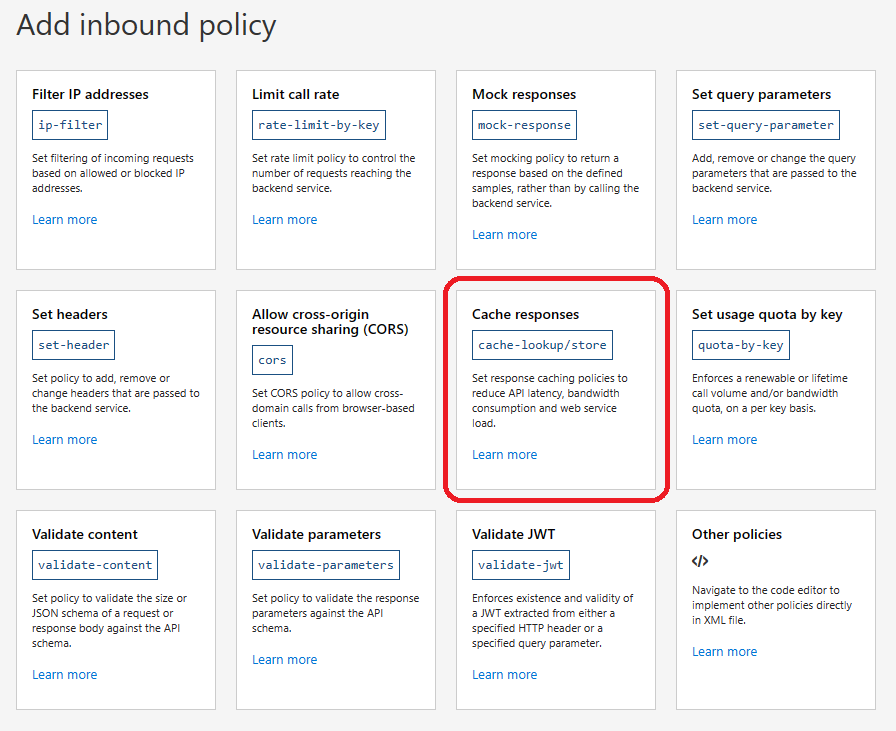 Add inbound policy
Filter IP addresses
ip-filter
Set filtering of incoming requests
based on allowed or blocked IP
addresses.
Learn more
Limit call rate
rate-limit-by-key
Set rate limit policy to control the
number of requests reaching the
backend service.
Learn more
Mock responses
mock-response
Set mocking policy to return a
response based on the defined
samples, rather than by calling the
backend service.
Learn more
Set query parameters
set-query-parameter
Add, remove or change the query
parameters that are passed to the
backend service.
Learn more
Set headers
set-header
Set policy to add, remove or
change headers that are passed to
the backend service.
Learn more
Allow cross-origin
resource sharing (CORS)
cors
Set CORS policy to allow cross-
domain calls from browser-based
clients.
Learn more
Cache responses
cache-lookup/store
Set response caching policies to
reduce API latency, bandwidth
consumption and web service
load.
Learn more
Set usage quota by key
quota-by-key
Enforces a renewable or lifetime
call volume and/or bandwidth
quota, on a per key basis.
Learn more
Validate content
validate-content
Set policy to validate the size or
JSON schema of a request or
response body against the API
schema.
Learn more
Validate parameters
validate-parameters
Set policy to validate the response
parameters against the API
schema.
Learn more
Validate JWT
validate-jwt
Enforces existence and validity of
a JWT extracted from either a
specified HTTP header or a
specified query parameter.
Learn more
Other policies
</>
Navigate to the code editor to
implement other policies directly
in XML file.
Learn more